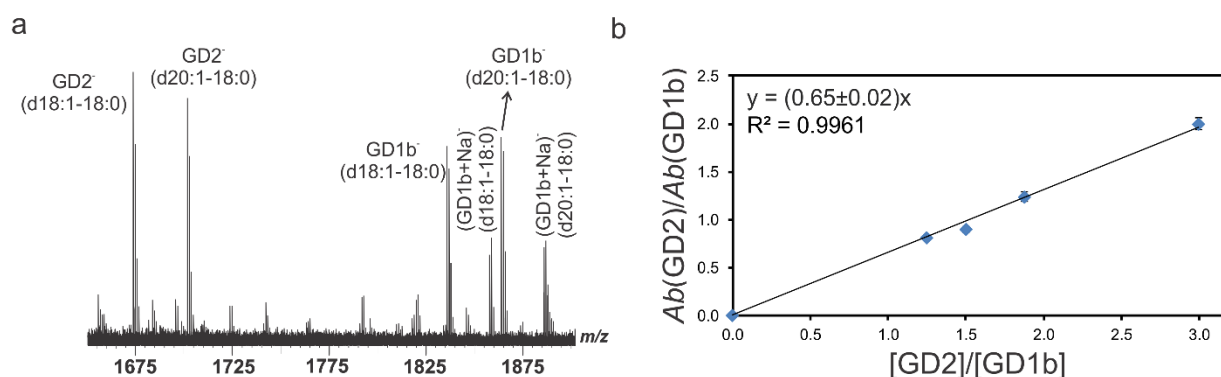 a
GD2⁻
(d18:1-18:0)
GD2⁻
(d20:1-18:0)
GD1b⁻
(d18:1-18:0)
(GD1b+Na)⁻
(d18:1-18:0)
GD1b⁻
(d20:1-18:0)
(GD1b+Na)⁻
(d20:1-18:0)
m/z
1675
1725
1775
1825
1875
b
y = (0.65±0.02)x
R² = 0.9961
Ab(GD2)/Ab(GD1b)
2.5
2.0
1.5
1.0
0.5
0.0
0.0
0.5
1.0
1.5
2.0
2.5
3.0
[GD2]/[GD1b]